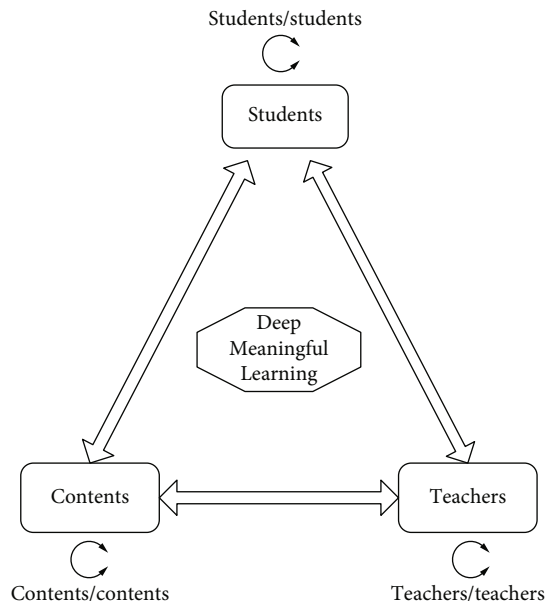 Students/students
Students
Deep
Meaningful
Learning
Contents
Teachers
Contents/contents
Teachers/teachers